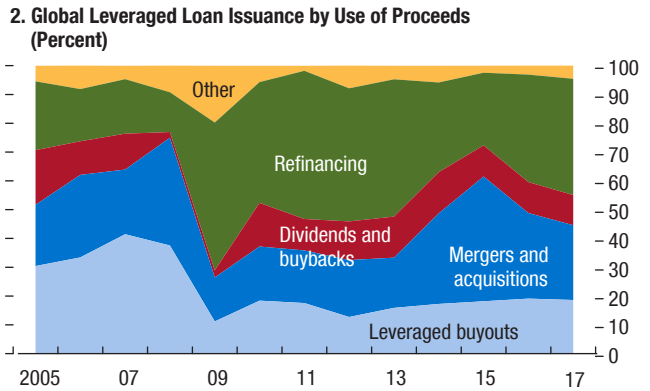 2. Global Leveraged Loan Issuance by Use of Proceeds
(Percent)
100
90
80
70
60
50
40
30
20
10
0
Other
Refinancing
Dividends and
buybacks
Mergers and
acquisitions
Leveraged buyouts
2005 07 09 11 13 15 17